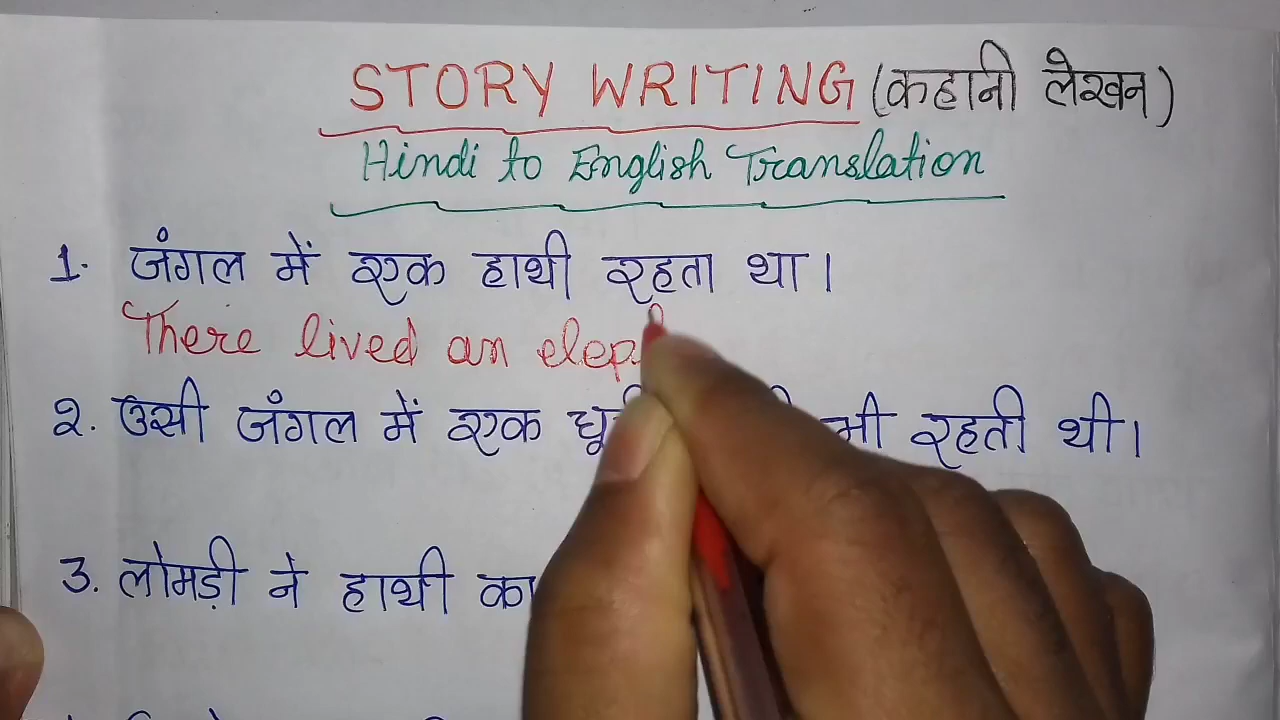 STORY WRITING (कहानी लेखन)
Hindi to English Translation
1. जंगल में एक हाथी रहता था।
There lived an elep
2. उसी जंगल में एक भी रहती थी।
3. लोमड़ी ने हाथी का